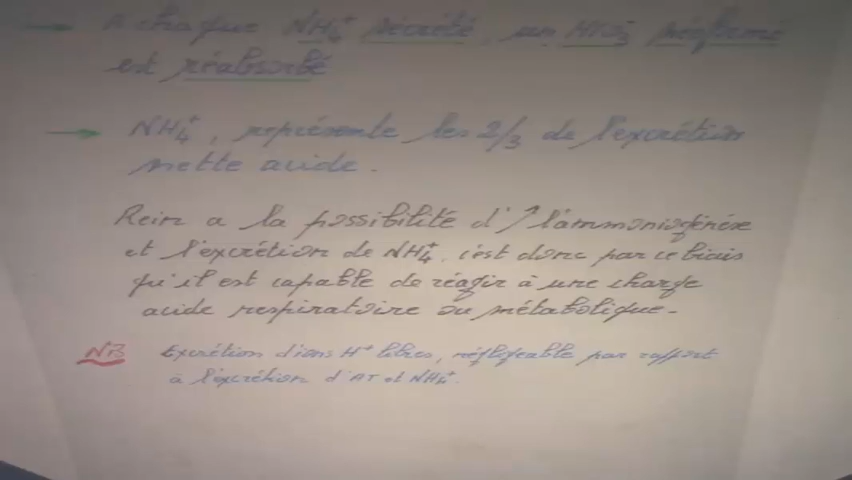 → A chaque NH4+ sécrété, un HCO3- néoformé
est réabsorbé
→ NH4+, représente les 2/3 de l'excrétion
nette acide.
Rein a la possibilité d'↗ l'ammoniogénèse
et l'excrétion de NH4+, c'est donc par ce biais
qu'il est capable de réagir à une charge
acide respiratoire ou métabolique.
NB Excrétion d'ions H+ libres, négligeable par rapport
à l'excrétion d'AT et NH4+.